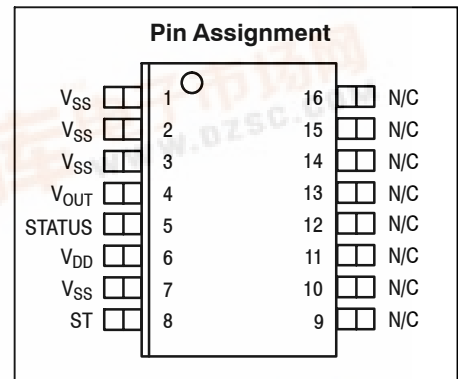 Pin Assignment
VSS 1 16 N/C
VSS 2 15 N/C
VSS 3 14 N/C
VOUT 4 13 N/C
STATUS 5 12 N/C
VDD 6 11 N/C
VSS 7 10 N/C
ST 8 9 N/C